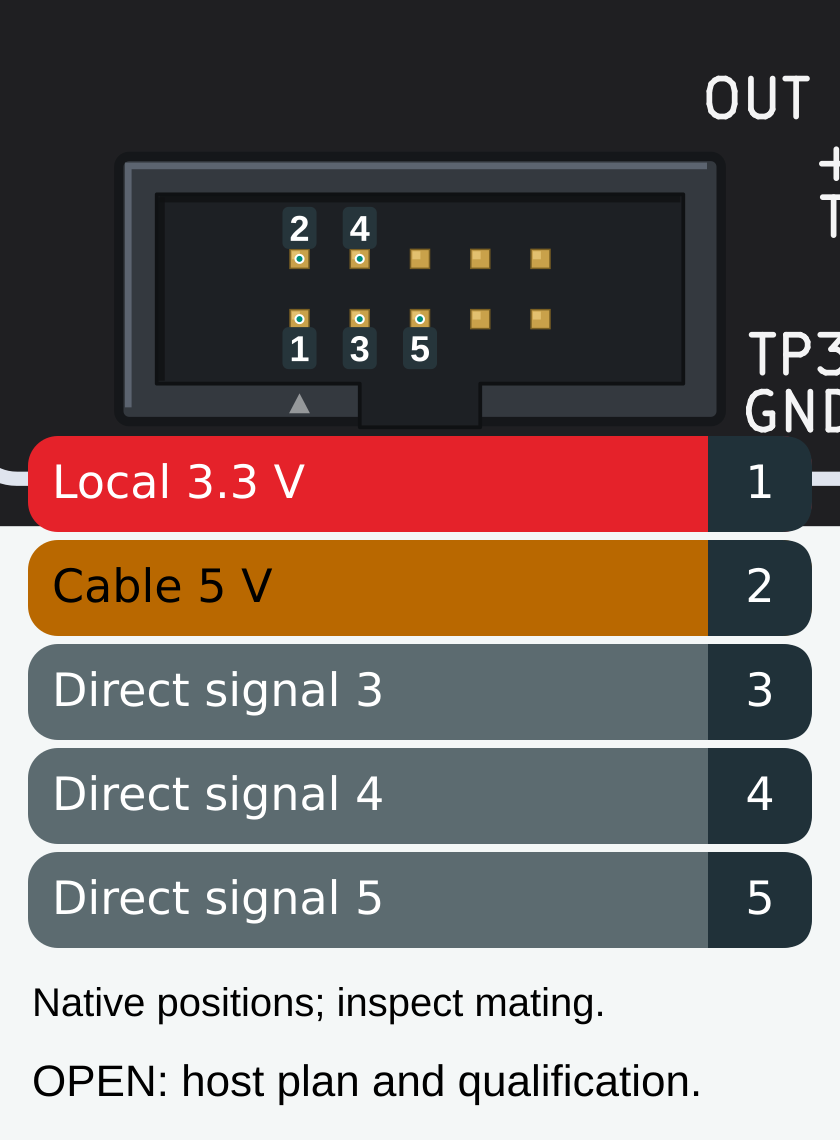 OUT
+
2 4
1 3 5
TP3
GND
Local 3.3 V 1
Cable 5 V 2
Direct signal 3 3
Direct signal 4 4
Direct signal 5 5
Native positions; inspect mating.
OPEN: host plan and qualification.